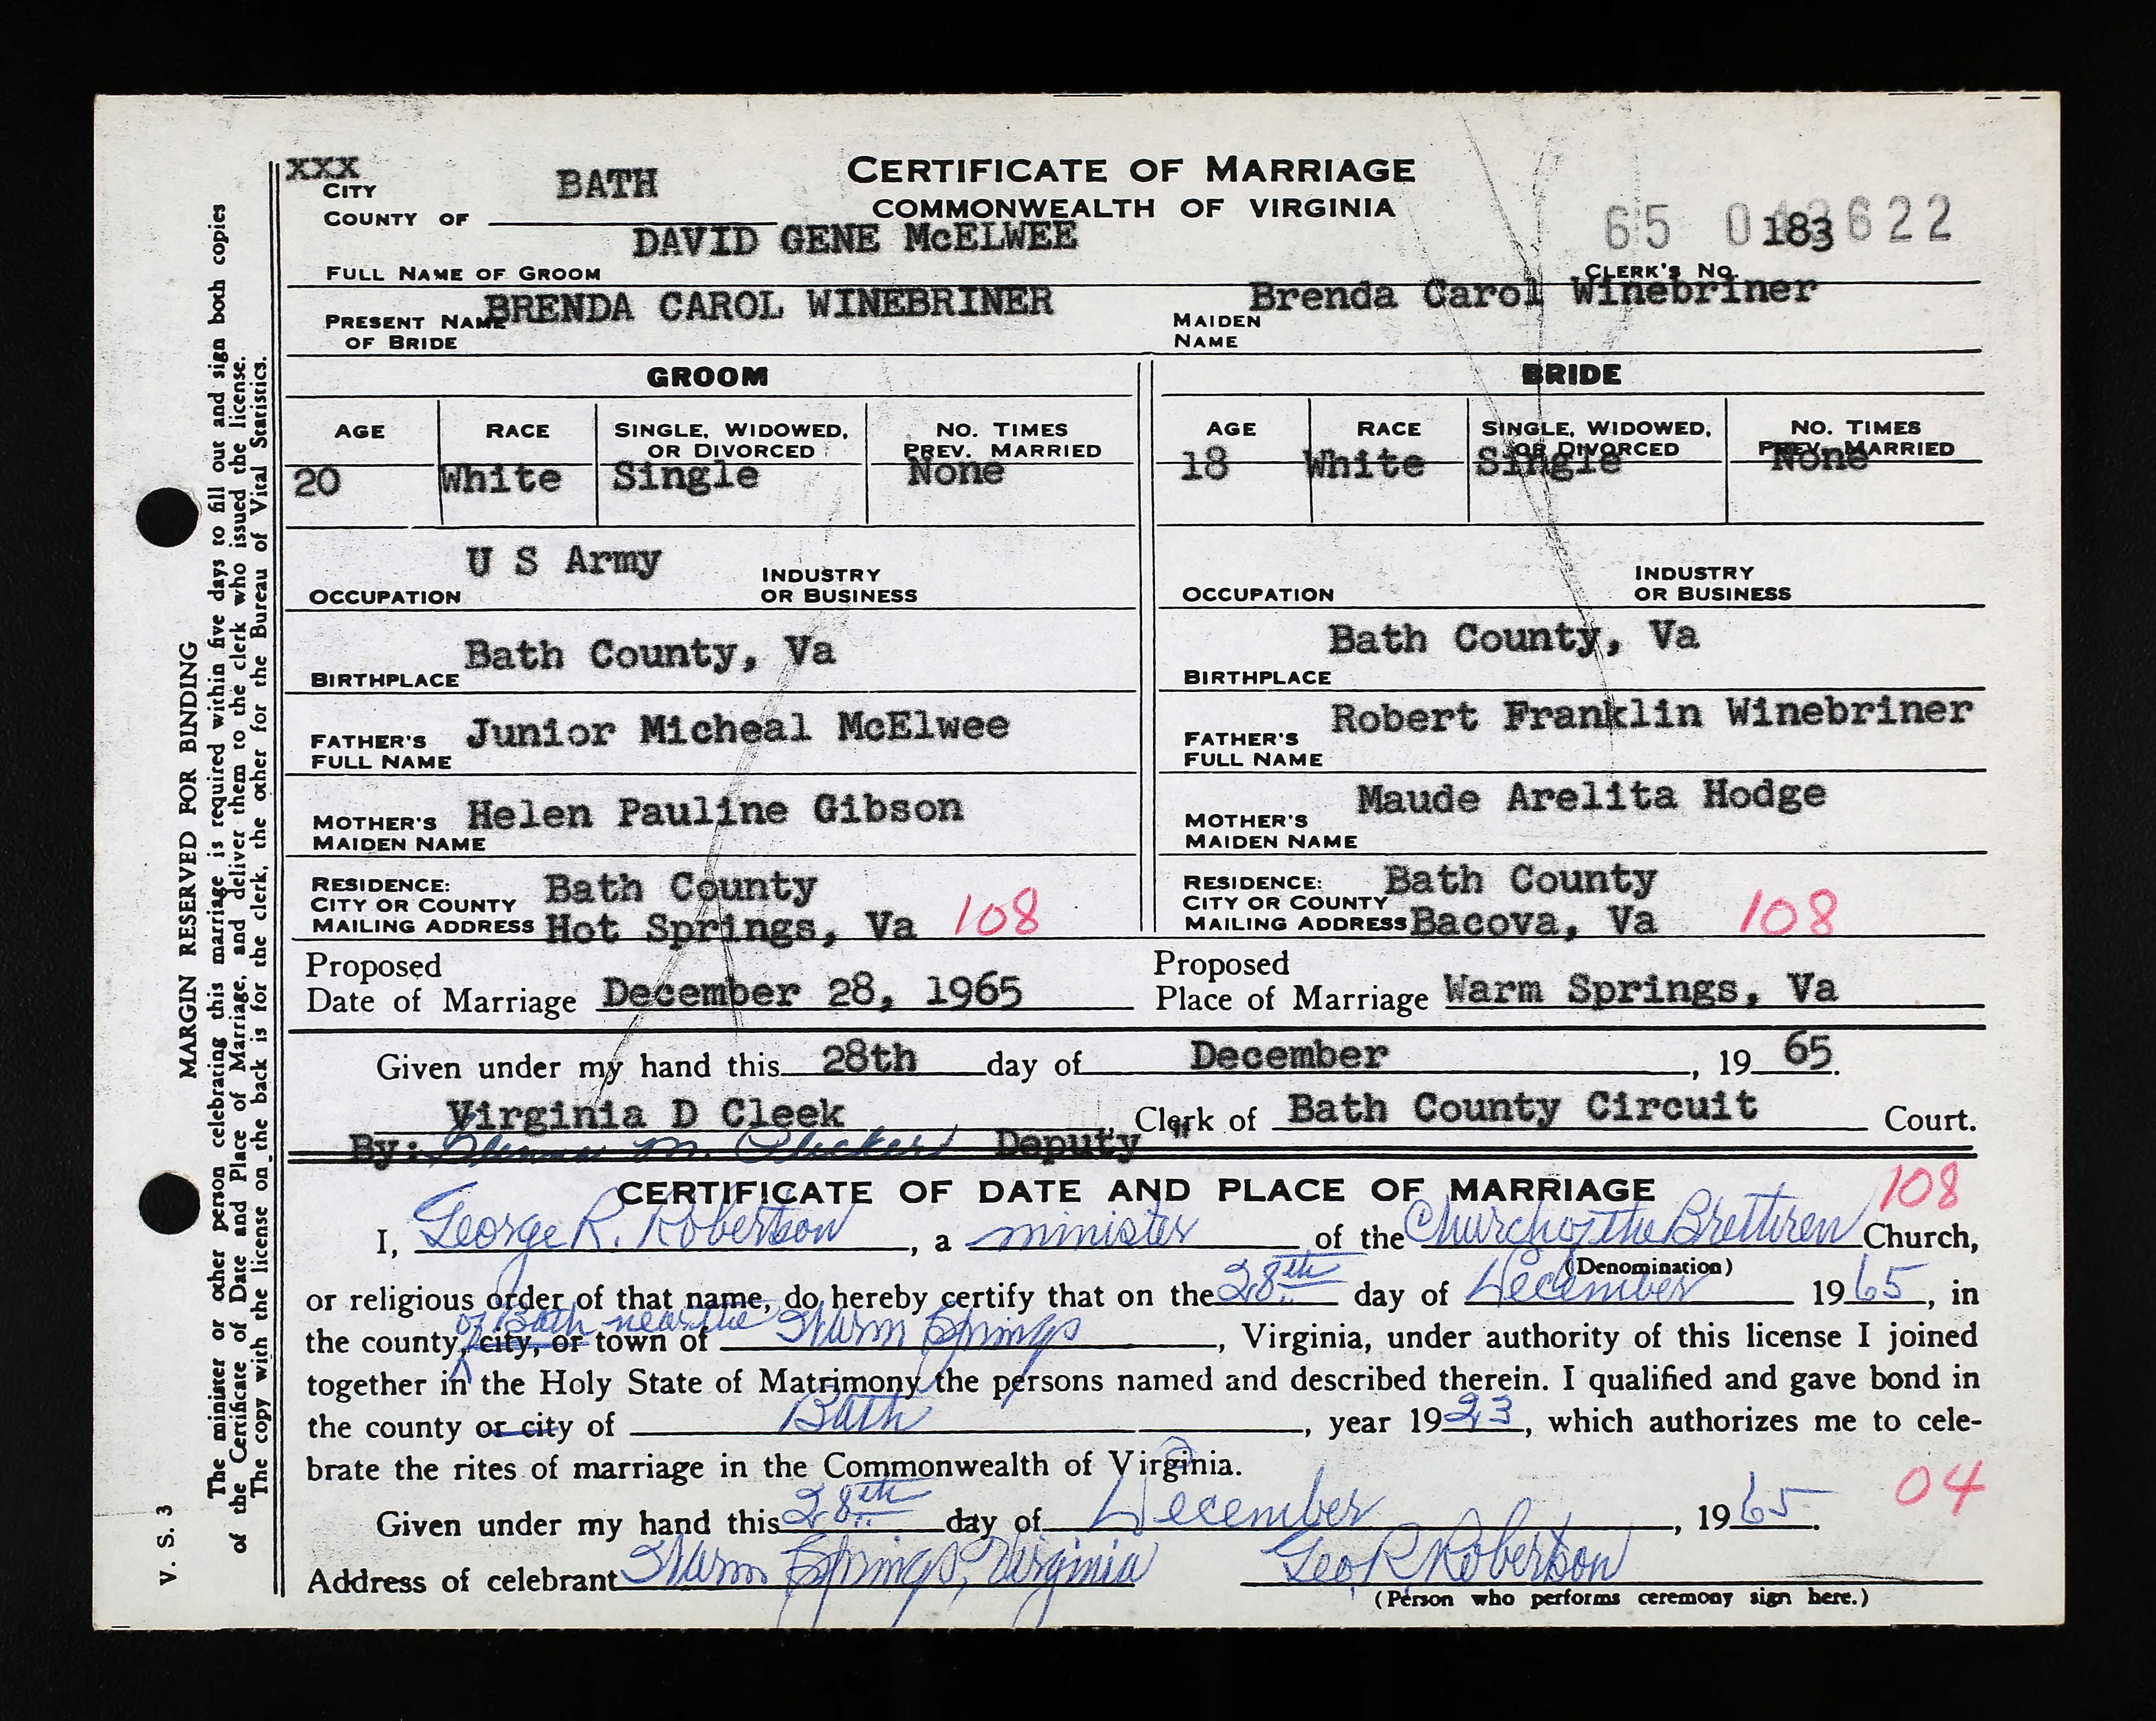 XXX
CITY
COUNTY OF BATH
CERTIFICATE OF MARRIAGE
COMMONWEALTH OF VIRGINIA
65 622
183
CLERK'S NO.
DAVID GENE McELWEE
FULL NAME OF GROOM
PRESENT NAME OF BRIDE BRENDA CAROL WINEBRINER
MAIDEN NAME Brenda Carol Winebriner
GROOM
AGE RACE SINGLE, WIDOWED, OR DIVORCED NO. TIMES PREV. MARRIED
20 White Single None
U S Army
OCCUPATION INDUSTRY OR BUSINESS
BIRTHPLACE Bath County, Va
FATHER'S FULL NAME Junior Micheal McElwee
MOTHER'S MAIDEN NAME Helen Pauline Gibson
RESIDENCE:
CITY OR COUNTY Bath County
MAILING ADDRESS Hot Springs, Va 108
BRIDE
AGE RACE SINGLE, WIDOWED, OR DIVORCED NO. TIMES PREV. MARRIED
18 White Single None
OCCUPATION INDUSTRY OR BUSINESS
BIRTHPLACE Bath County, Va
FATHER'S FULL NAME Robert Franklin Winebriner
MOTHER'S MAIDEN NAME Maude Arelita Hodge
RESIDENCE:
CITY OR COUNTY Bath County
MAILING ADDRESS Bacova, Va 108
Proposed
Date of Marriage December 28, 1965
Proposed
Place of Marriage Warm Springs, Va
Given under my hand this 28th day of December, 19 65.
Virginia D Cleek Clerk of Bath County Circuit Court.
By: M. Deputy "
CERTIFICATE OF DATE AND PLACE OF MARRIAGE 108
I, George R. Robertson, a minister of the Church of the Brethren Church,
(Denomination)
or religious order of that name, do hereby certify that on the 28th day of December 1965, in
of Bath near the
the county, city, or town of Warm Springs, Virginia, under authority of this license I joined
together in the Holy State of Matrimony the persons named and described therein. I qualified and gave bond in
the county or city of Bath, year 1923, which authorizes me to cele-
brate the rites of marriage in the Commonwealth of Virginia.
04
Given under my hand this 28th day of December, 1965.
Address of celebrant Warm Springs, Virginia Geo. R. Robertson
(Person who performs ceremony sign here.)
MARGIN RESERVED FOR BINDING
The minister or other person celebrating this marriage is required within five days to fill out and sign both copies
of the Certificate of Date and Place of Marriage, and deliver them to the clerk who issued the license.
The copy with the license on the back is for the clerk, the other for the Bureau of Vital Statistics.
V. S. 3